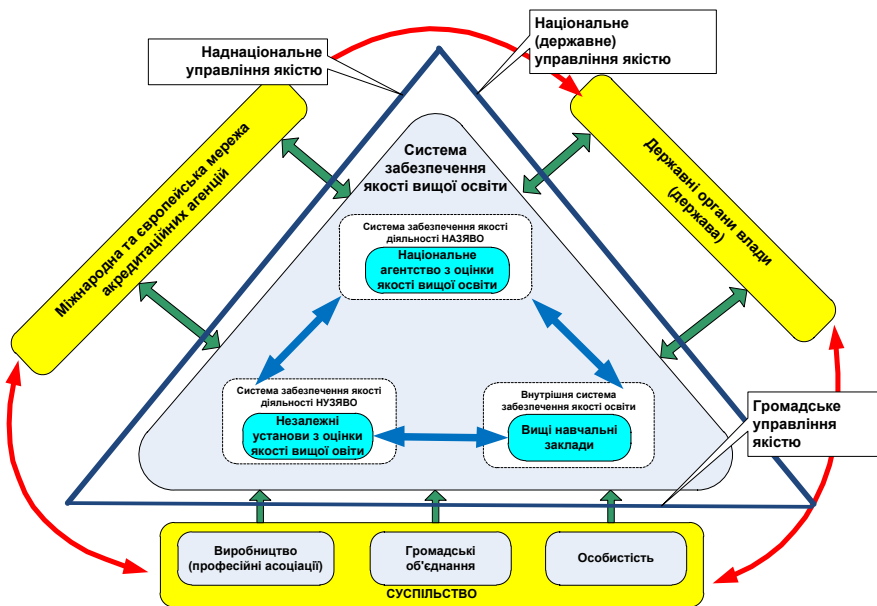 Наднаціональне
управління якістю
Національне
(державне)
управління якістю
Міжнародна та європейська мережа
акредитаційних агенцій
Державні органи влади
(держава)
Система
забезпечення
якості вищої освіти
Система забезпечення якості
діяльності НАЗЯВО
Національне
агентство з оцінки
якості вищої освіти
Система забезпечення якості
діяльності НУЗЯВО
Незалежні
установи з оцінки
якості вищої овіти
Внутрішня система
забезпечення якості освіти
Вищі навчальні
заклади
Громадське
управління
якістю
Виробництво
(професійні асоціації)
Громадські
об'єднання
Особистість
СУСПІЛЬСТВО